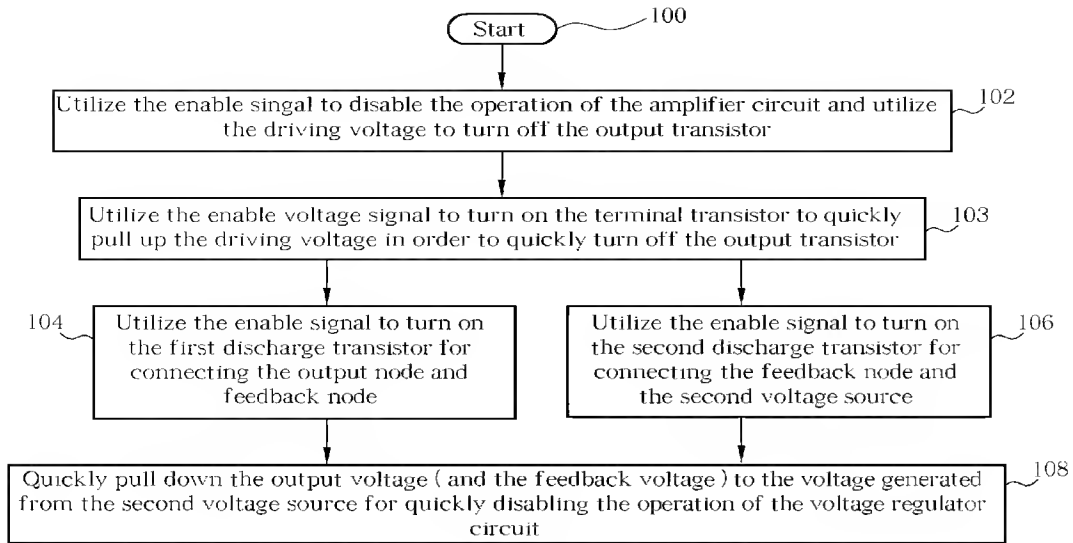 Start
100
Utilize the enable singal to disable the operation of the amplifier circuit and utilize
the driving voltage to turn off the output transistor
102
Utilize the enable voltage signal to turn on the terminal transistor to quickly
pull up the driving voltage in order to quickly turn off the output transistor
103
104
Utilize the enable signal to turn on
the first discharge transistor for
connecting the output node and
feedback node
Utilize the enable signal to turn on
the second discharge transistor for
connecting the feedback node and
the second voltage source
106
Quickly pull down the output voltage ( and the feedback voltage ) to the voltage generated
from the second voltage source for quickly disabling the operation of the voltage regulator
circuit
108